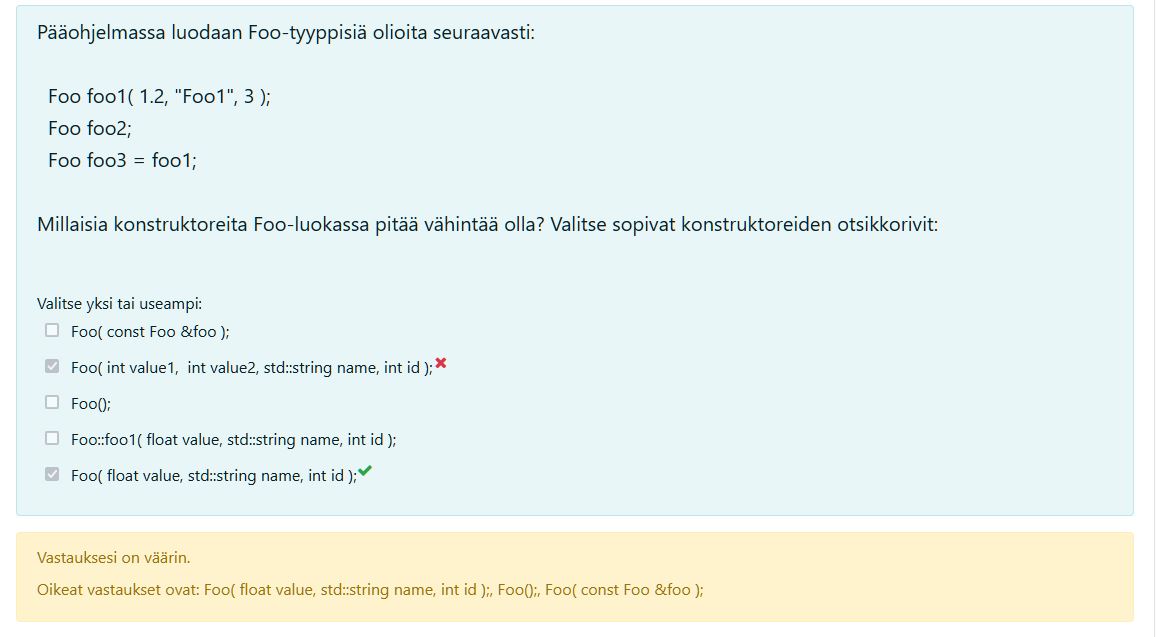 Pääohjelmassa luodaan Foo-tyyppisiä olioita seuraavasti:
Foo foo1( 1.2, "Foo1", 3 );
Foo foo2;
Foo foo3 = foo1;
Millaisia konstruktoreita Foo-luokassa pitää vähintää olla? Valitse sopivat konstruktoreiden otsikkorivit:
Valitse yksi tai useampi:
Foo( const Foo &foo );
Foo( int value1,  int value2, std::string name, int id );
Foo();
Foo::foo1( float value, std::string name, int id );
Foo( float value, std::string name, int id );
Vastauksesi on väärin.
Oikeat vastaukset ovat: Foo( float value, std::string name, int id );, Foo();, Foo( const Foo &foo );